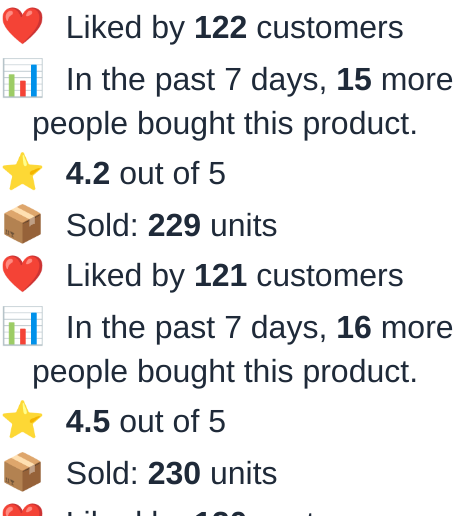 Liked by 122 customers
In the past 7 days, 15 more
people bought this product.
4.2 out of 5
Sold: 229 units
Liked by 121 customers
In the past 7 days, 16 more
people bought this product.
4.5 out of 5
Sold: 230 units